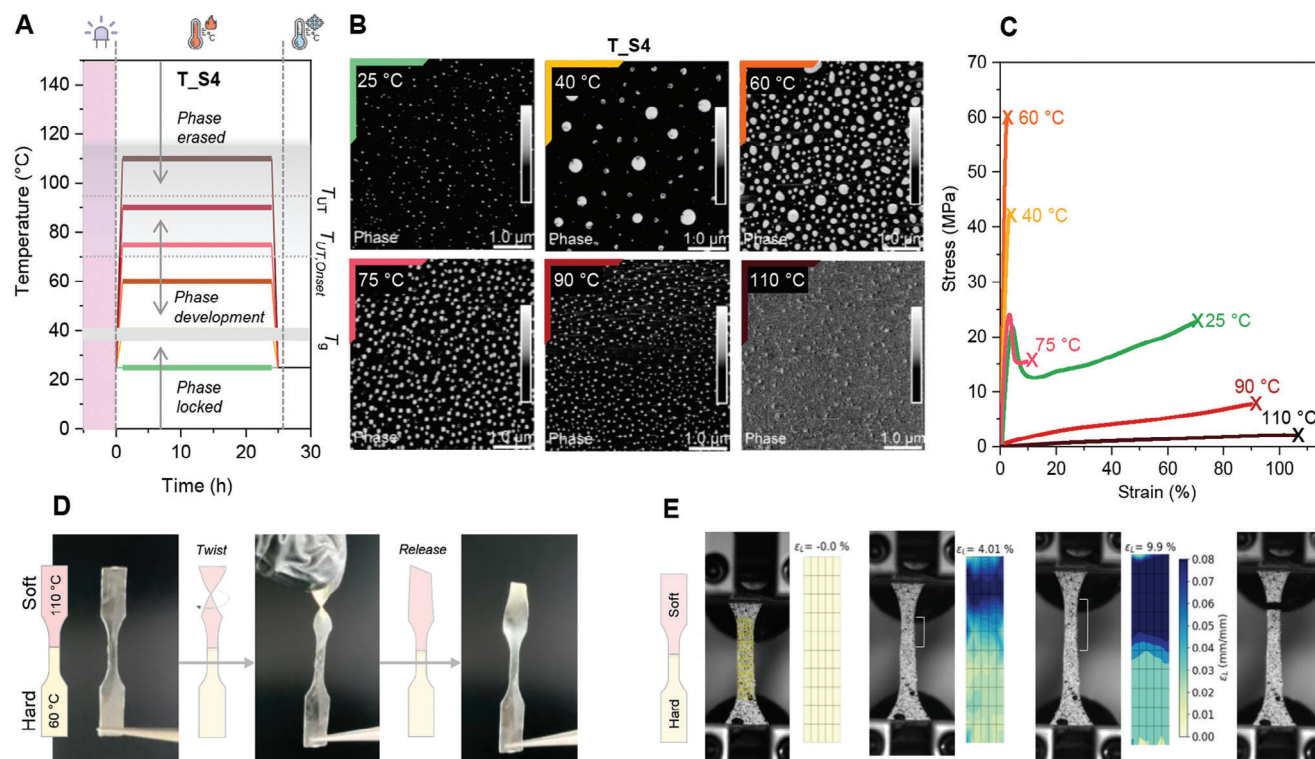 A
°C
°C
T_S4
Phase
erased
Phase
development
Phase
locked
140
120
100
80
60
40
20
0
Temperature (°C)
0
10
20
30
Time (h)
T_UT
T_UT,Onset
T_g
B
T_S4
25 °C
Phase
1.0 µm
40 °C
Phase
1.0 µm
60 °C
Phase
1.0 µm
75 °C
Phase
1.0 µm
90 °C
Phase
1.0 µm
110 °C
Phase
1.0 µm
C
70
60
50
40
30
20
10
0
Stress (MPa)
X 60 °C
X 40 °C
X 25 °C
X 75 °C
90 °C
X
110 °C
X
0
20
40
60
80
100
Strain (%)
D
Soft
110 °C
Hard
60 °C
Twist
Release
E
Soft
Hard
ε_L= -0.0 %
ε_L= 4.01 %
ε_L= 9.9 %
0.08
0.07
0.06
0.05
0.04
0.03
0.02
0.01
0.00
ε_L (mm/mm)